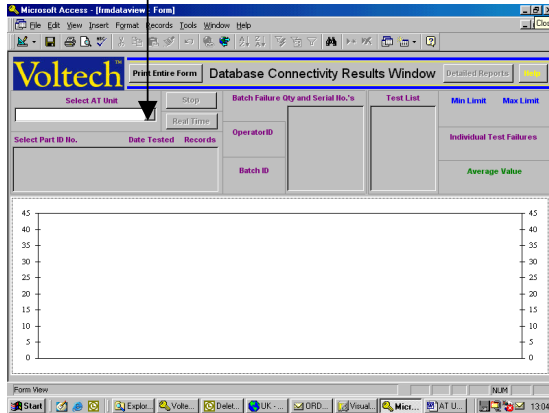 Microsoft Access - [frmdataview : Form]
File Edit View Insert Format Records Tools Window Help
Clos
Voltech™
Print Entire Form
Database Connectivity Results Window
Detailed Reports
Help
Select AT Unit
Stop
Real Time
Batch Failure Qty and Serial No.'s
Test List
Min Limit Max Limit
OperatorID
Individual Test Failures
Select Part ID No. Date Tested Records
Batch ID
Average Value
45 45
40 40
35 35
30 30
25 25
20 20
15 15
10 10
5 5
0 0
Form View NUM
Start Explor... Volte... Delet... UK - ... ORD... Visual... Micr... AT U... 13:04